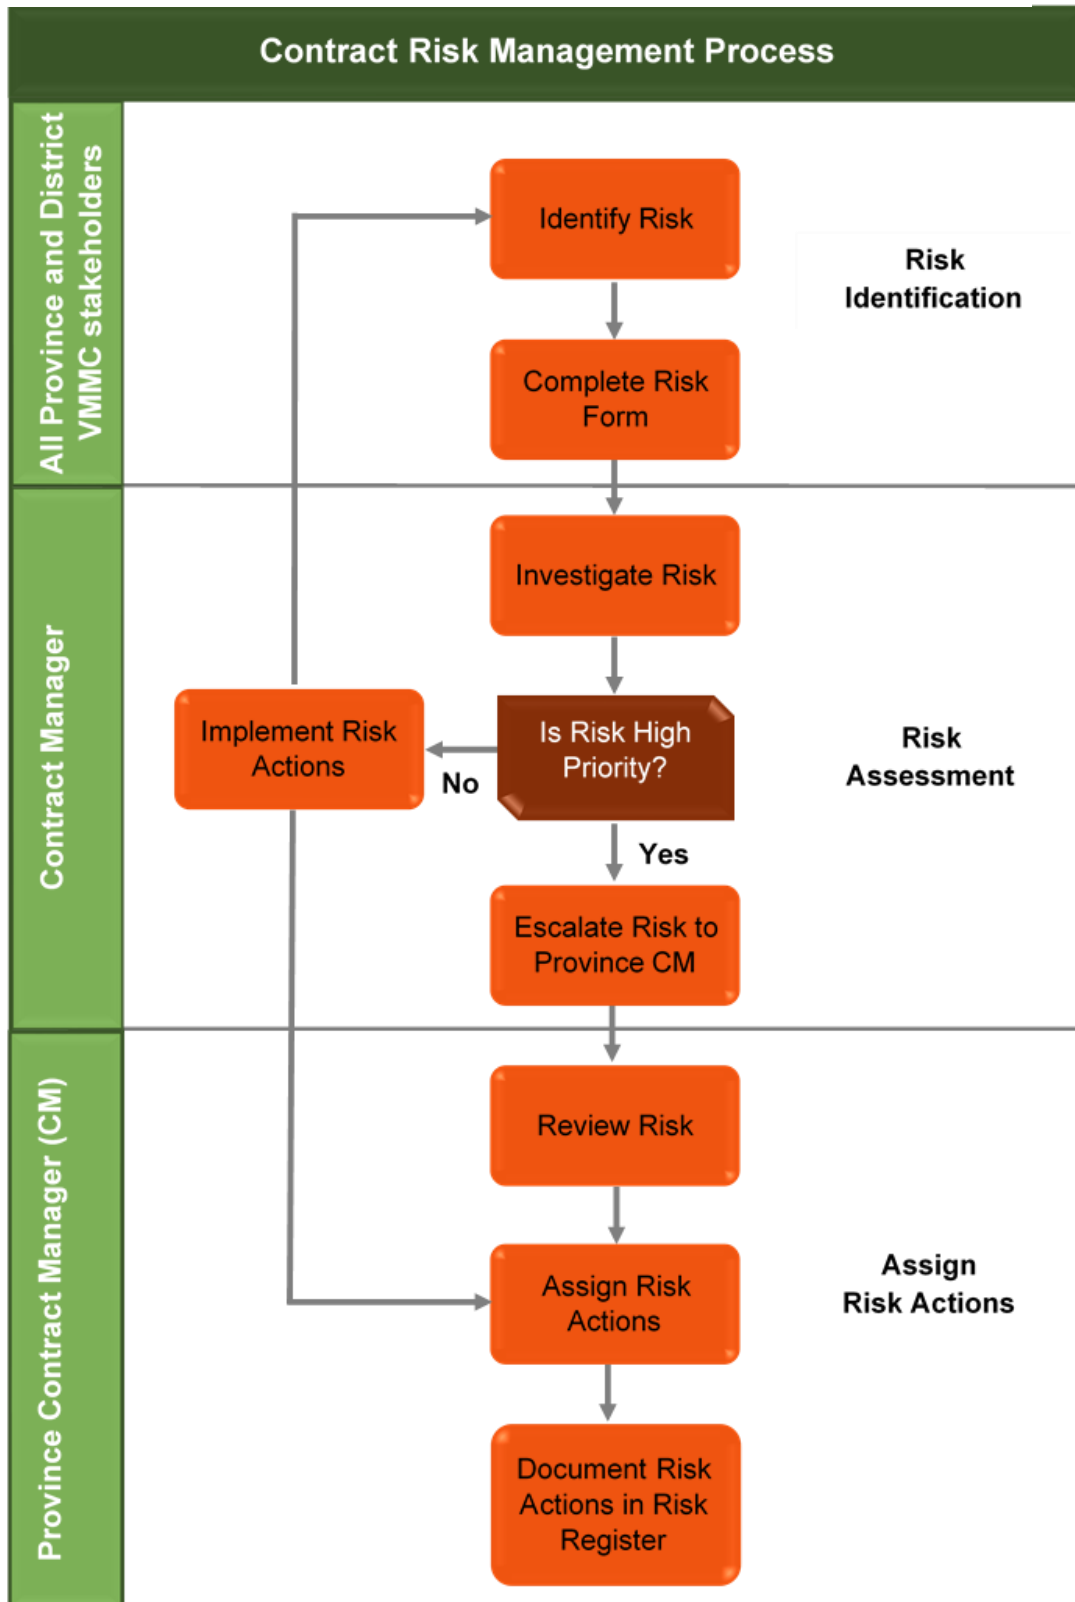 Contract Risk Management Process
All Province and District
VMMC stakeholders
Identify Risk
Risk
Identification
Complete Risk
Form
Contract Manager
Investigate Risk
Implement Risk
Actions
No
Is Risk High
Priority?
Risk
Assessment
Yes
Escalate Risk to
Province CM
Province Contract Manager (CM)
Review Risk
Assign Risk
Actions
Assign
Risk Actions
Document Risk
Actions in Risk
Register